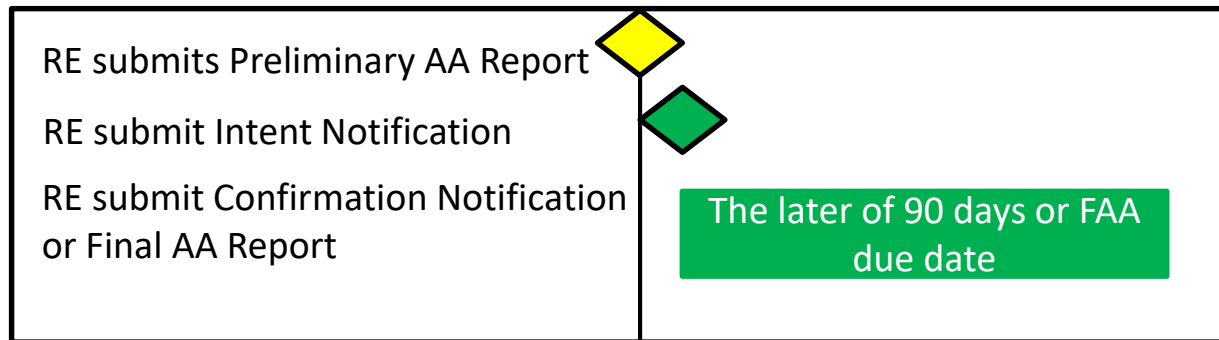 RE submits Preliminary AA Report
RE submit Intent Notification
RE submit Confirmation Notification
or Final AA Report
The later of 90 days or FAA
due date